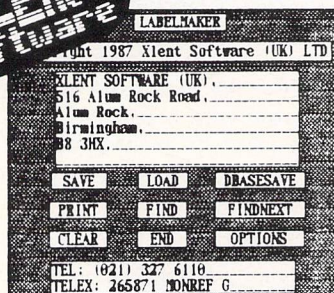 LABELMAKER
right 1987 Xlent Software (UK) LTD
XLENT SOFTWARE (UK),
516 Alum Rock Road,
Alum Rock,
Birmingham,
B8 3HX,
SAVE LOAD DBASESAVE
PRINT FIND FINDNEXT
CLEAR END OPTIONS
TEL: (021) 327 6110
TELEX: 265871 MONREF G